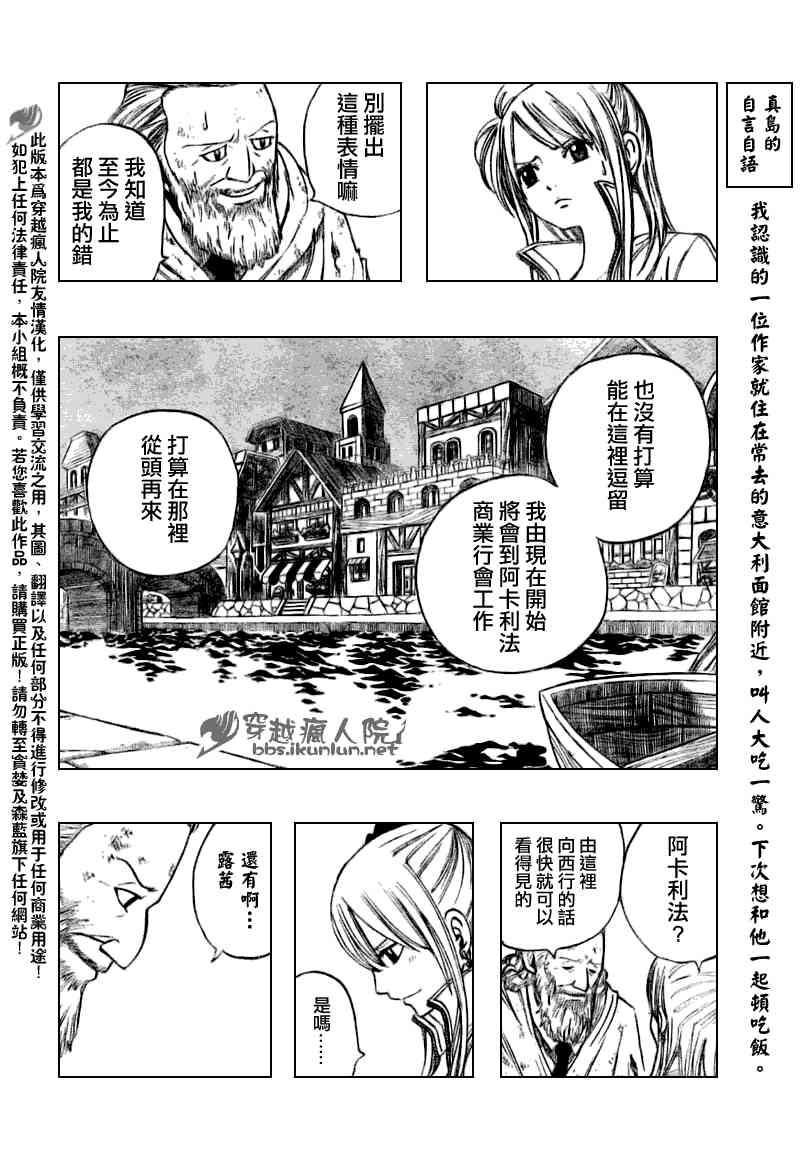 真島的
自言自語
我認識的一位作家就住在常去的意大利面館附近，叫人大吃一驚。下次想和他一起頓吃飯。
別擺出
這種表情嘛
我知道
至今為止
都是我的錯
也沒有打算
能在這裡逗留
我由現在開始
將會到阿卡利法
商業行會工作
打算在那裡
從頭再來
穿越瘋人院
bbs.ikunlun.net
阿卡利法？
由這裡
向西行的話
很快就可以
看得見的
是嗎……
還有啊…
露茜
此版本爲穿越瘋人院友情漢化，僅供學習交流之用，其圖、翻譯以及任何部分不得進行修改或用于任何商業用途！
如犯上任何法律責任，本小組概不負責。若您喜歡此作品，請購買正版！請勿轉至貪婪及森藍旗下任何網站！